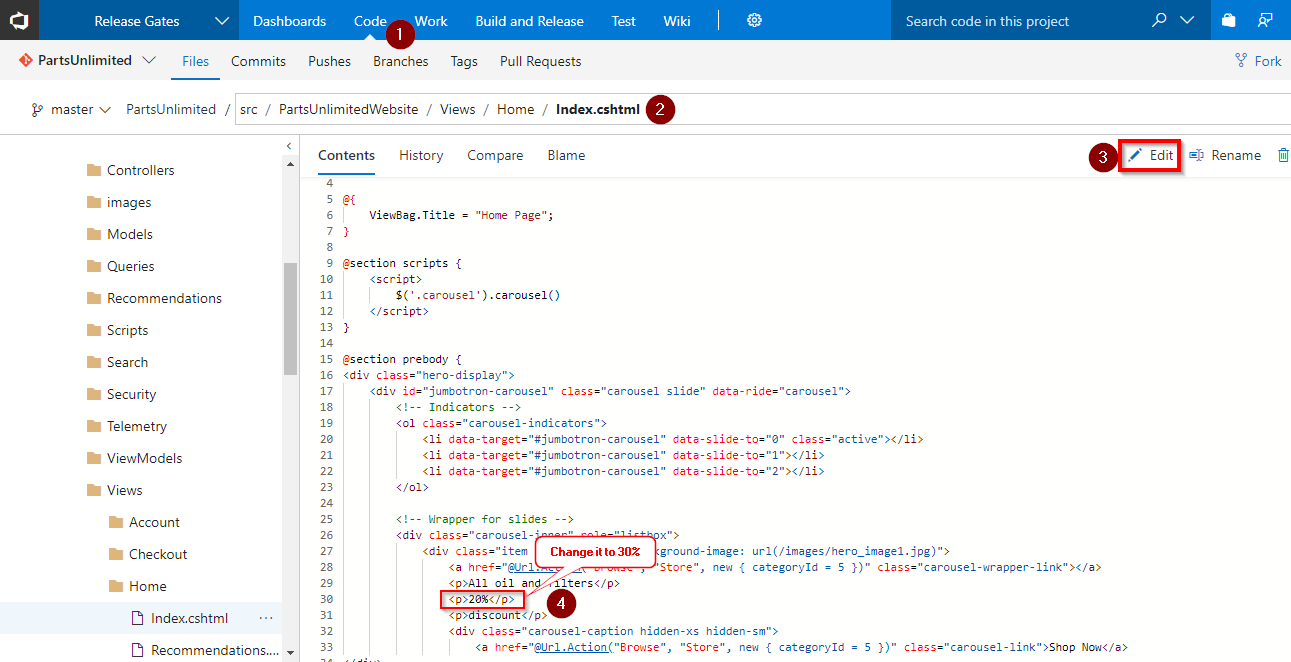 Release Gates Dashboards Code Work Build and Release Test Wiki Search code in this project
1
PartsUnlimited Files Commits Pushes Branches Tags Pull Requests Fork
master PartsUnlimited / src / PartsUnlimitedWebsite / Views / Home / Index.cshtml 2
Controllers
images
Models
Queries
Recommendations
Scripts
Search
Security
Telemetry
ViewModels
Views
Account
Checkout
Home
Index.cshtml ...
Recommendations....
Contents History Compare Blame 3 Edit Rename
4
5 @{
6 ViewBag.Title = "Home Page";
7 }
8
9 @section scripts {
10 <script>
11 $('.carousel').carousel()
12 </script>
13 }
14
15 @section prebody {
16 <div class="hero-display">
17 <div id="jumbotron-carousel" class="carousel slide" data-ride="carousel">
18 <!-- Indicators -->
19 <ol class="carousel-indicators">
20 <li data-target="#jumbotron-carousel" data-slide-to="0" class="active"></li>
21 <li data-target="#jumbotron-carousel" data-slide-to="1"></li>
22 <li data-target="#jumbotron-carousel" data-slide-to="2"></li>
23 </ol>
24
25 <!-- Wrapper for slides -->
26 <div class="carousel-inner" role="listbox">
27 <div class="item ground-image: url(/images/hero_image1.jpg)">
Change it to 30%
28 <a href="@Url.Action("Browse", "Store", new { categoryId = 5 })" class="carousel-wrapper-link"></a>
29 <p>All oil and filters</p>
30 <p>20%</p>
4
31 <p>discount</p>
32 <div class="carousel-caption hidden-xs hidden-sm">
33 <a href="@Url.Action("Browse", "Store", new { categoryId = 5 })" class="carousel-link">Shop Now</a>
34 </div>